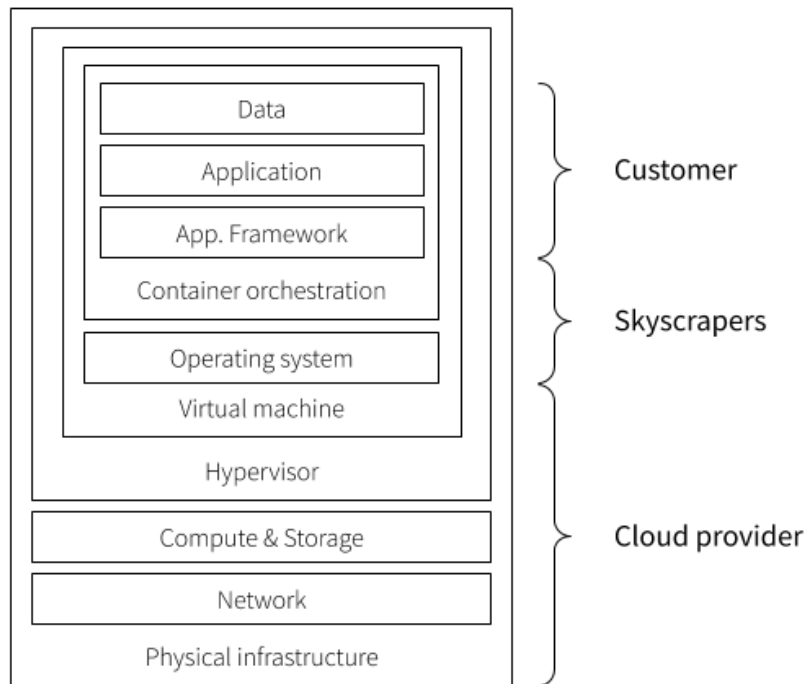 Data
Application
App. Framework
Container orchestration
Operating system
Virtual machine
Hypervisor
Compute & Storage
Network
Physical infrastructure
Customer
Skyscrapers
Cloud provider